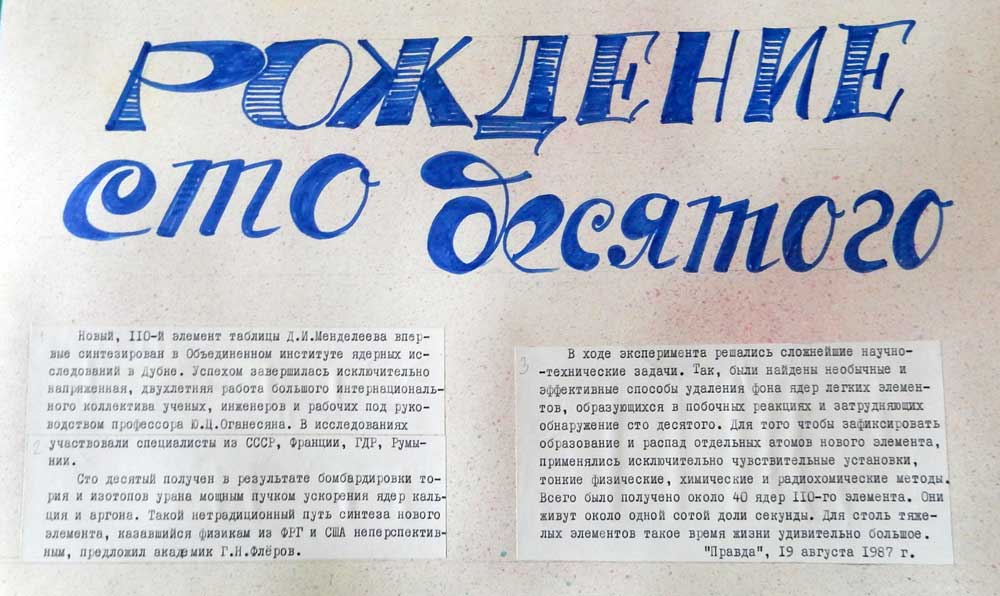 РОЖДЕНИЕ
сто десятого
Новый, 110-й элемент таблицы Д.И.Менделеева впер-
вые синтезирован в Объединенном институте ядерных ис-
следований в Дубне. Успехом завершилась исключительно
напряженная, двухлетняя работа большого интернационально-
го коллектива ученых, инженеров и рабочих под руко-
водством профессора Ю.Ц.Оганесяна. В исследованиях
участвовали специалисты из СССР, Франции, ГДР, Румы-
нии.
Сто десятый получен в результате бомбардировки то-
рия и изотопов урана мощным пучком ускорения ядер каль-
ция и аргона. Такой нетрадиционный путь синтеза нового
элемента, казавшийся физикам из ФРГ и США неперспектив-
ным, предложил академик Г.Н.Флёров.
1
2
3
В ходе эксперимента решались сложнейшие научно-
-технические задачи. Так, были найдены необычные и
эффективные способы удаления фона ядер легких элемен-
тов, образующихся в побочных реакциях и затрудняющих
обнаружение сто десятого. Для того чтобы зафиксировать
образование и распад отдельных атомов нового элемента,
применялись исключительно чувствительные установки,
тонкие физические, химические и радиохомические методы.
Всего было получено около 40 ядер 110-го элемента. Они
живут около одной сотой доли секунды. Для столь тяже-
лых элементов такое время жизни удивительно большое.
"Правда", 19 августа 1987 г.